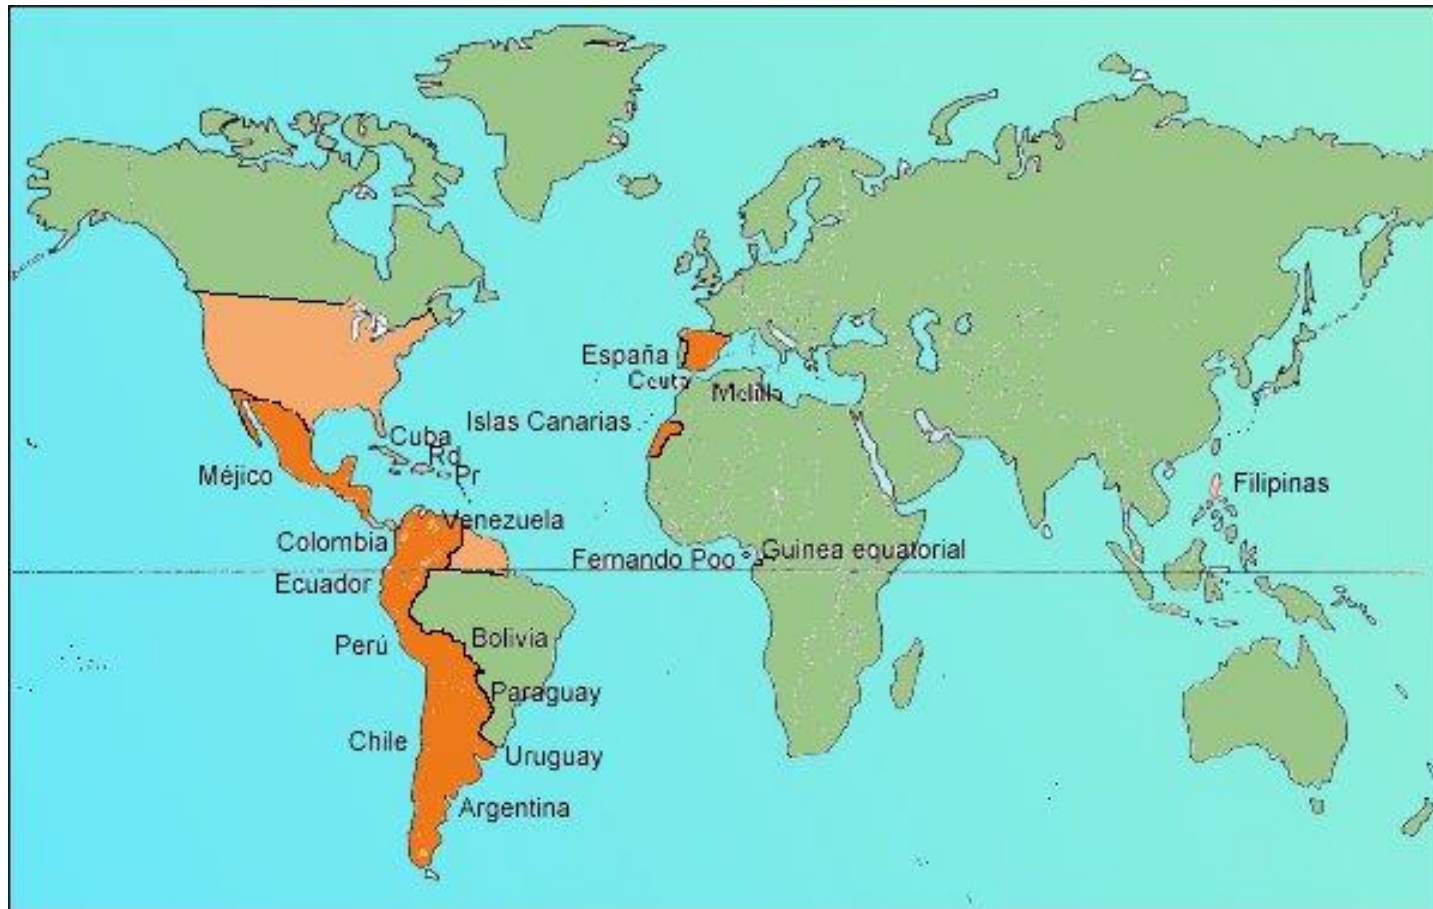 España
Ceuta
Melilla
Islas Canarias
Cuba
Rd
Pr
Méjico
Filipinas
Venezuela
Colombia
Fernando Poo
Guinea equatorial
Ecuador
Perú
Bolivia
Paraguay
Chile
Uruguay
Argentina